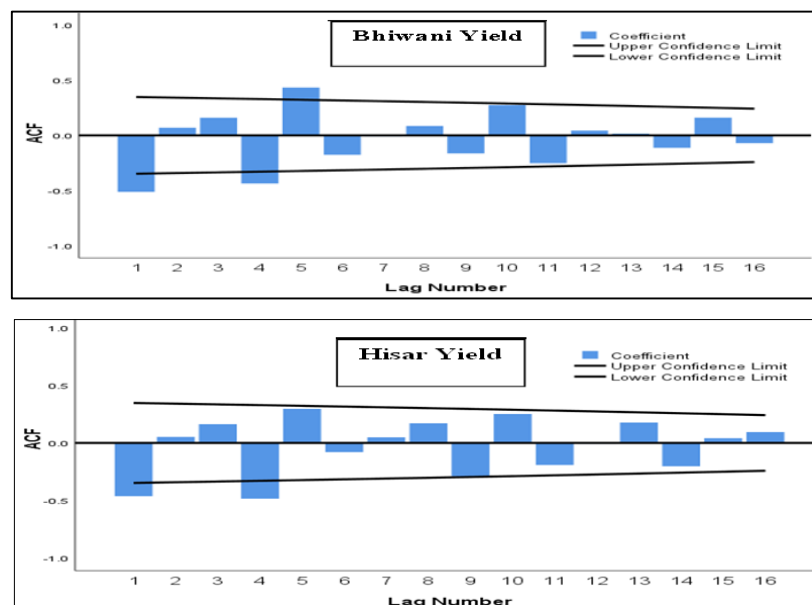 Bhiwani Yield
Coefficient
Upper Confidence Limit
Lower Confidence Limit
1.0
0.5
0.0
-0.5
-1.0
ACF
1 2 3 4 5 6 7 8 9 10 11 12 13 14 15 16
Lag Number
Hisar Yield
Coefficient
Upper Confidence Limit
Lower Confidence Limit
1.0
0.5
0.0
-0.5
-1.0
ACF
1 2 3 4 5 6 7 8 9 10 11 12 13 14 15 16
Lag Number